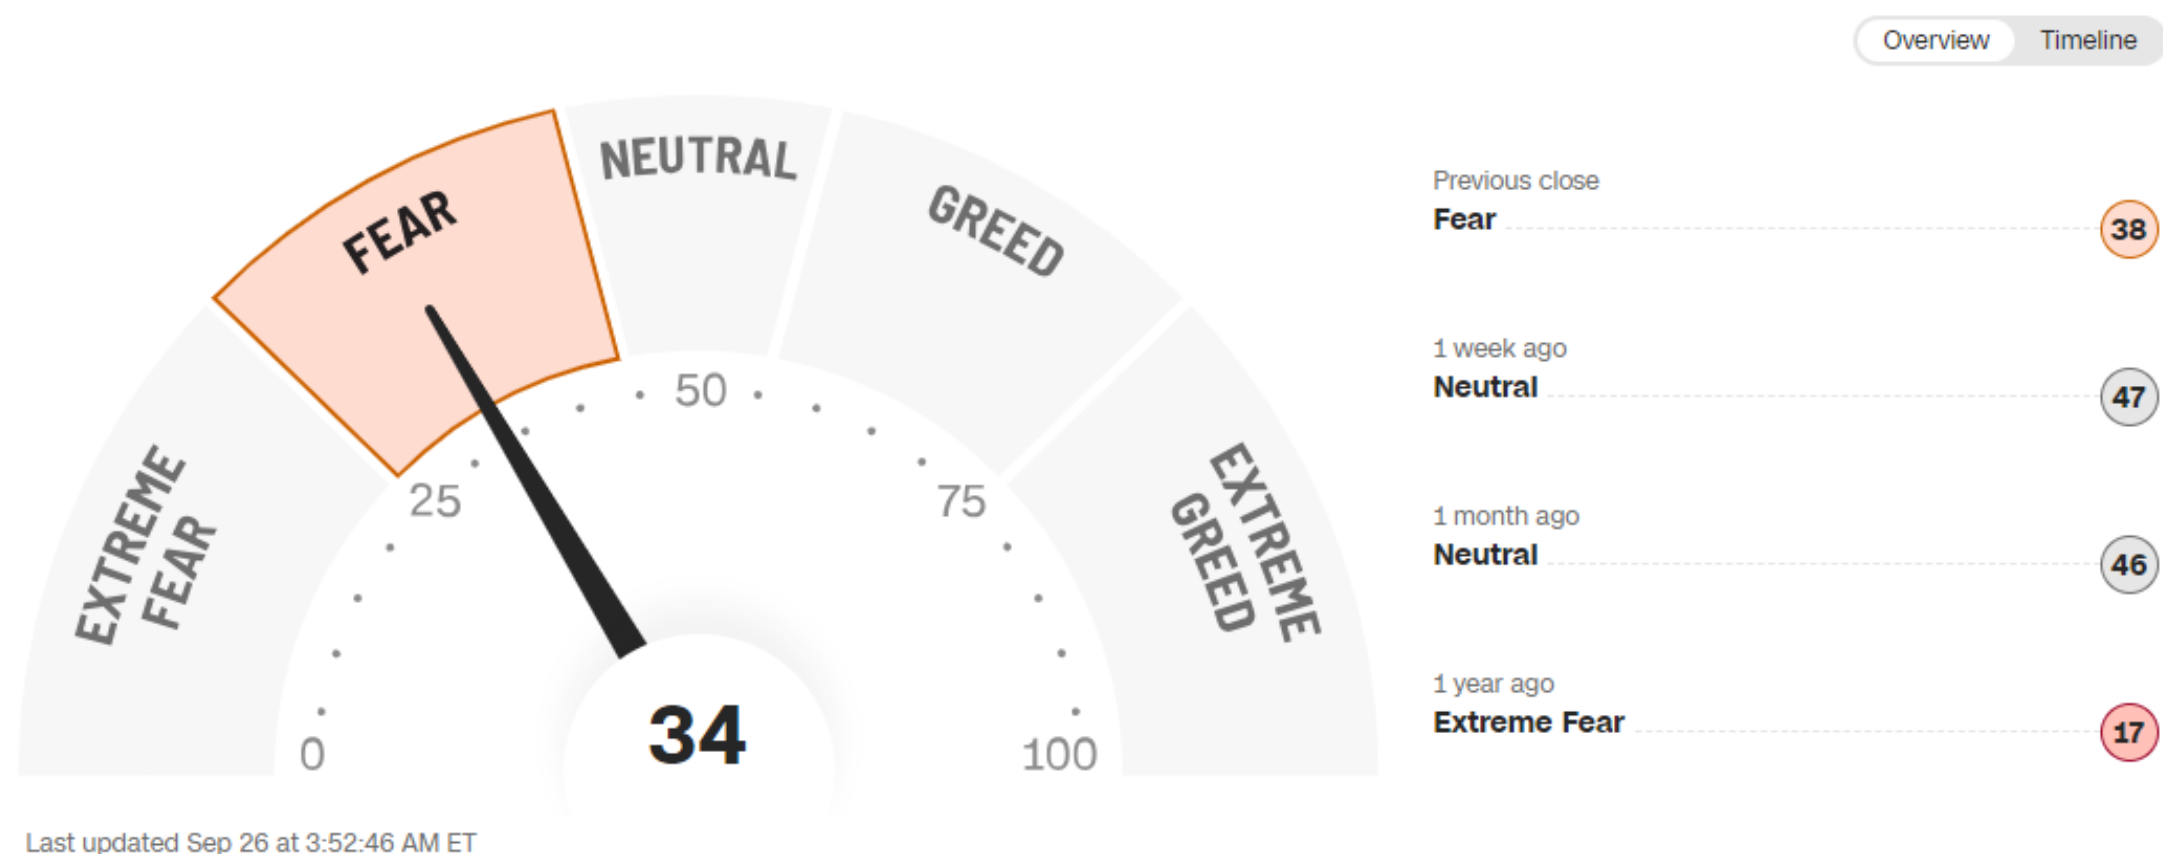 Overview Timeline
EXTREME
FEAR
FEAR
NEUTRAL
GREED
EXTREME
GREED
0
25
50
75
100
34
Previous close
Fear 38
1 week ago
Neutral 47
1 month ago
Neutral 46
1 year ago
Extreme Fear 17
Last updated Sep 26 at 3:52:46 AM ET